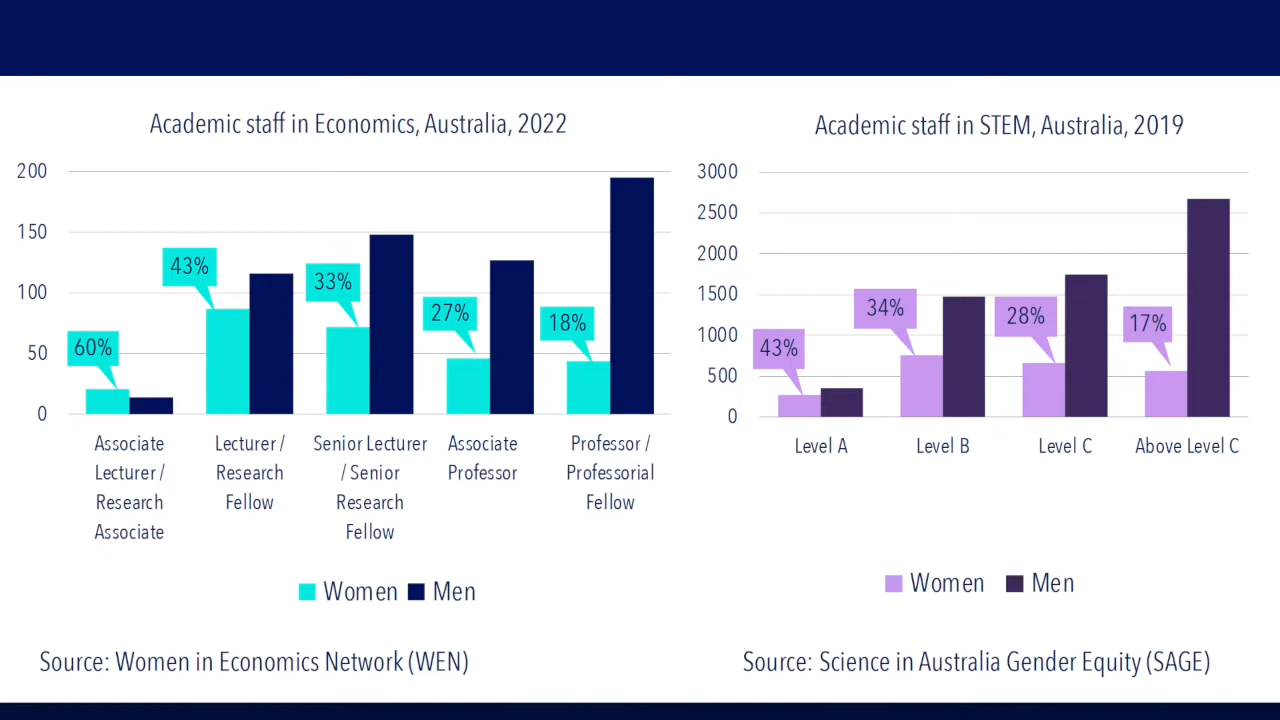 Academic staff in Economics, Australia, 2022
200
150
100
50
0
60%
43%
33%
27%
18%
Associate
Lecturer /
Research
Associate
Lecturer /
Research
Fellow
Senior Lecturer
/ Senior
Research
Fellow
Associate
Professor
Professor /
Professorial
Fellow
Women
Men
Source: Women in Economics Network (WEN)
Academic staff in STEM, Australia, 2019
3000
2500
2000
1500
1000
500
0
43%
34%
28%
17%
Level A
Level B
Level C
Above Level C
Women
Men
Source: Science in Australia Gender Equity (SAGE)